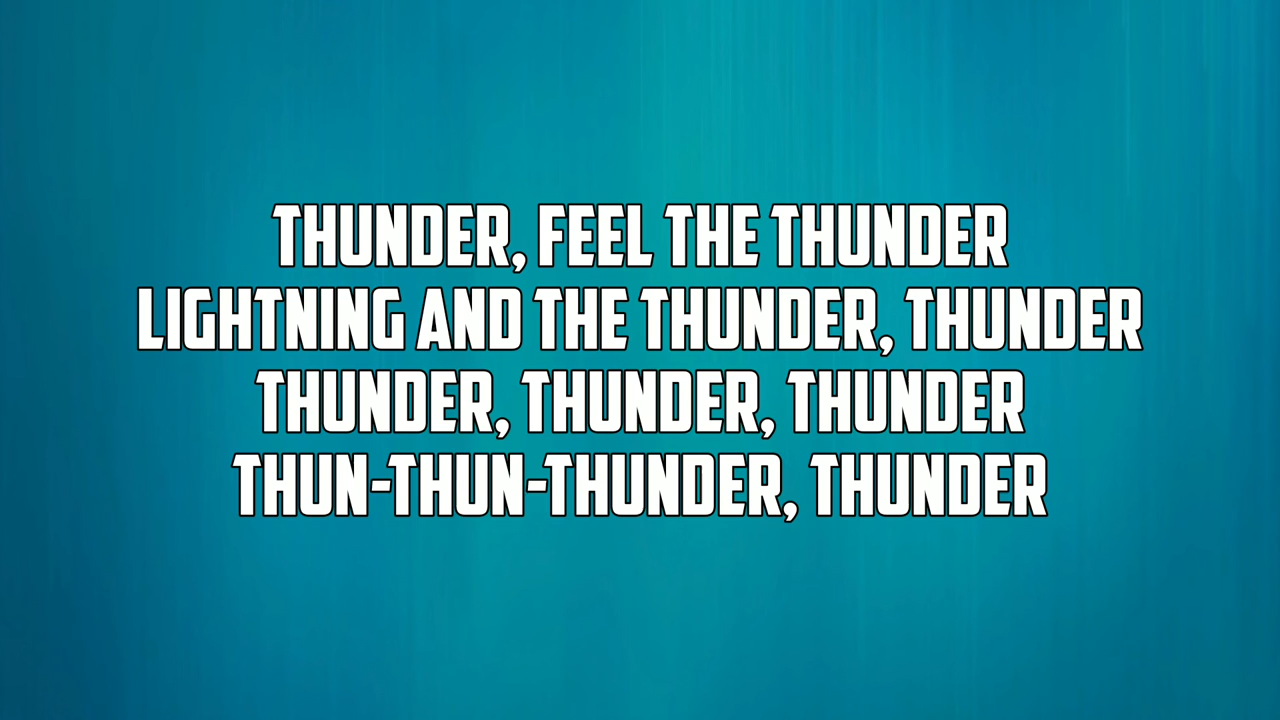 THUNDER, FEEL THE THUNDER
LIGHTNING AND THE THUNDER, THUNDER
THUNDER, THUNDER, THUNDER
THUN-THUN-THUNDER, THUNDER